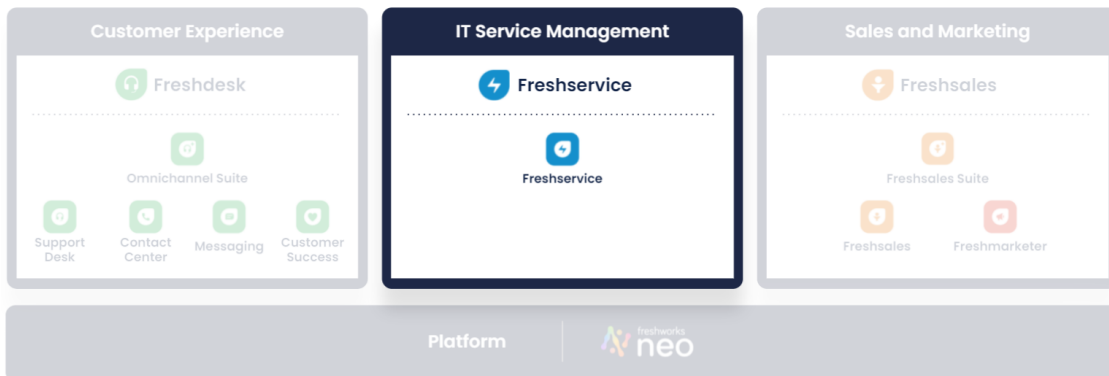 Customer Experience
Freshdesk
Omnichannel Suite
Support
Desk
Contact
Center
Messaging
Customer
Success
IT Service Management
Freshservice
Freshservice
Sales and Marketing
Freshsales
Freshsales Suite
Freshsales
Freshmarketer
Platform
freshworks
neo